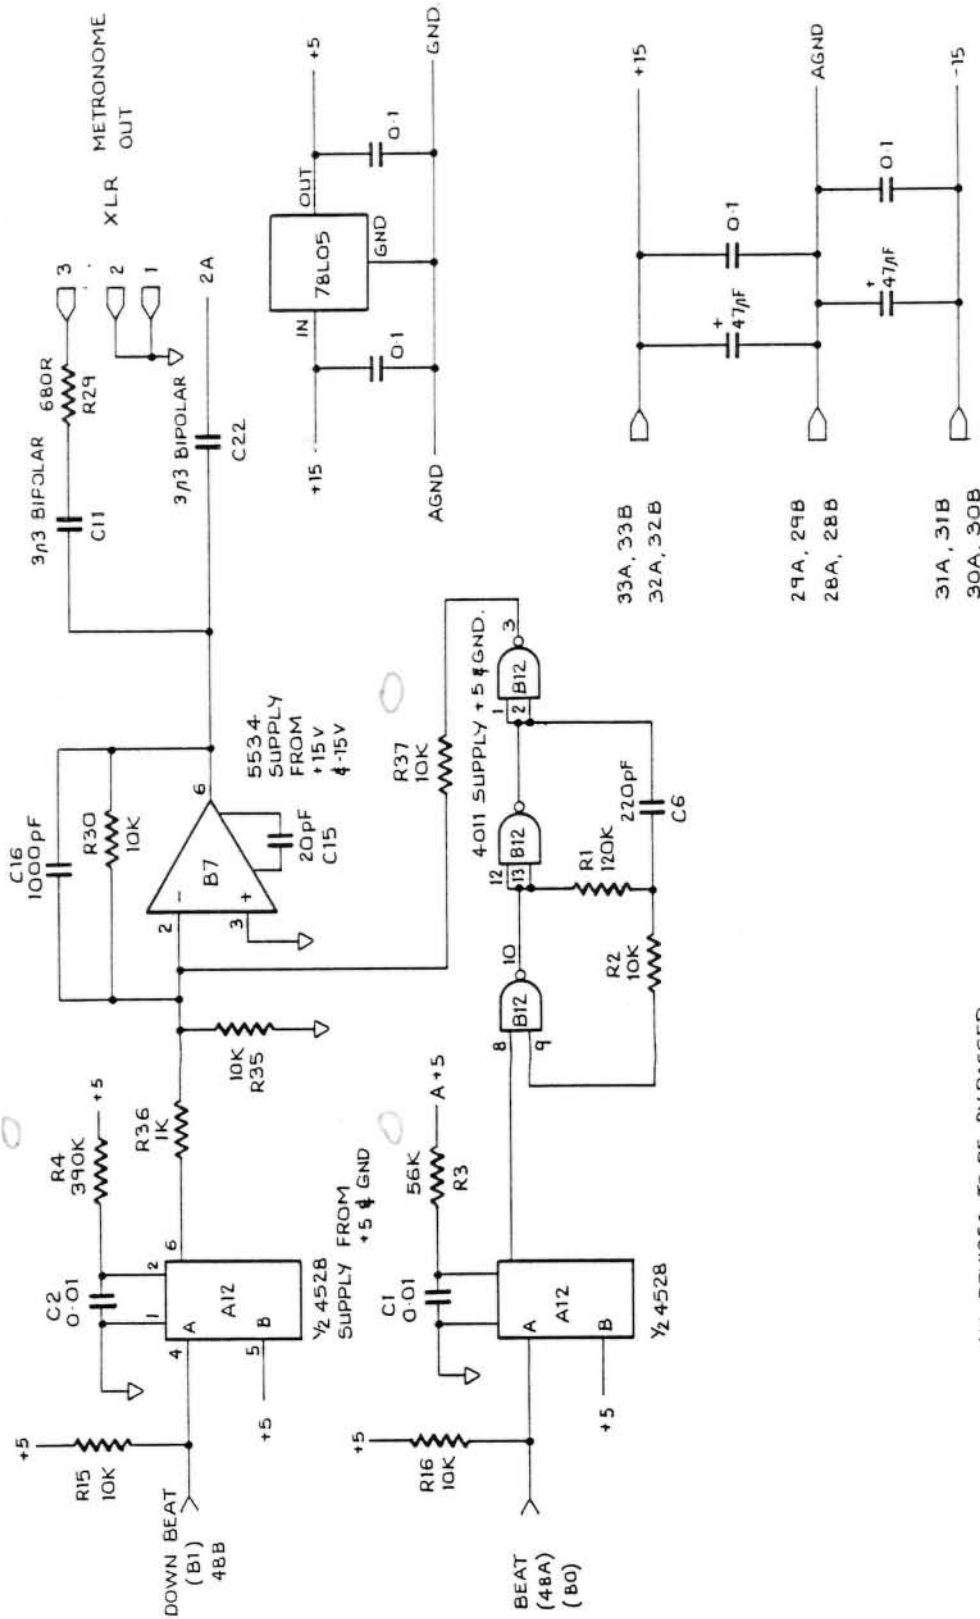 DOWN BEAT
(B1)
48B
+5
R15
10K
C2
0.01
R4
390K
+5
4
A
1
2
A12
6
5
B
+5
½ 4528
SUPPLY FROM
+5 & GND
R36
1K
10K
R35
C16
1000pF
R30
10K
2
−
3
+
B7
6
20pF
C15
5534
SUPPLY
FROM
+15V
& -15V
3µ3 BIPOLAR
C11
680R
R29
3
2
1
XLR
METRONOME
OUT
3µ3 BIPOLAR
C22
2A
+15
IN
78L05
OUT
+5
GND
0.1
0.1
AGND
GND
BEAT
(48A)
(B0)
+5
R16
10K
C1
0.01
56K
R3
A+5
A
A12
B
+5
½ 4528
8
9
B12
10
12
13
B12
1
2
B12
3
4011 SUPPLY +5 & GND.
R37
10K
R2
10K
R1
120K
220pF
C6
33A, 33B
32A, 32B
+15
+
47µF
0.1
29A, 29B
28A, 28B
AGND
+
47µF
0.1
31A, 31B
30A, 30B
-15